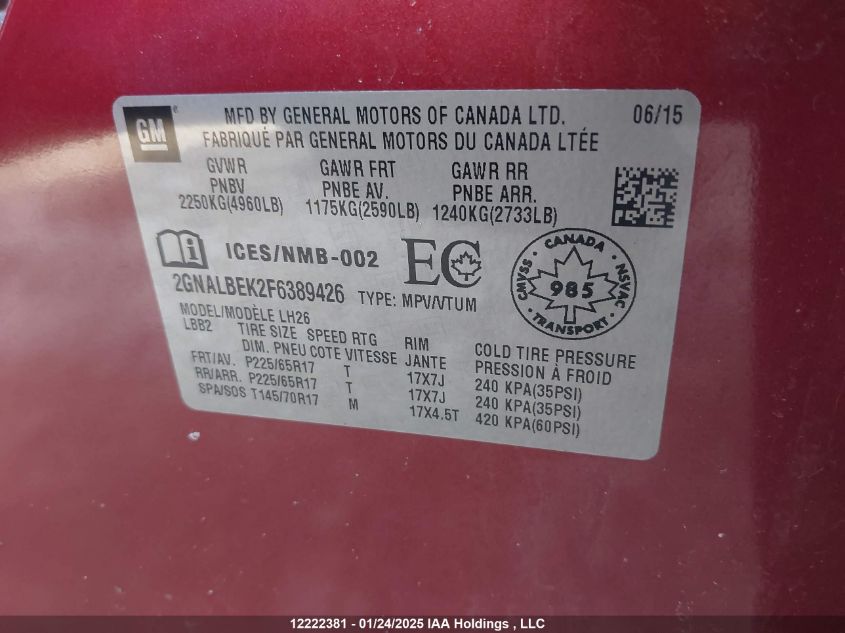 GM ® MFD BY GENERAL MOTORS OF CANADA LTD. 06/15
FABRIQUÉ PAR GENERAL MOTORS DU CANADA LTÉE
GVWR GAWR FRT GAWR RR
PNBV PNBE AV. PNBE ARR.
2250KG(4960LB) 1175KG(2590LB) 1240KG(2733LB)
i ICES/NMB-002 EC
CANADA
CMVSS 985 NSVAC
TRANSPORT
2GNALBEK2F6389426 TYPE: MPV/VTUM
MODEL/MODÈLE LH26
LBB2 TIRE SIZE SPEED RTG RIM COLD TIRE PRESSURE
DIM. PNEU COTE VITESSE JANTE PRESSION À FROID
FRT/AV. P225/65R17 T 17X7J 240 KPA(35PSI)
RR/ARR. P225/65R17 T 17X7J 240 KPA(35PSI)
SPA/SOS T145/70R17 M 17X4.5T 420 KPA(60PSI)
12222381 - 01/24/2025 IAA Holdings , LLC